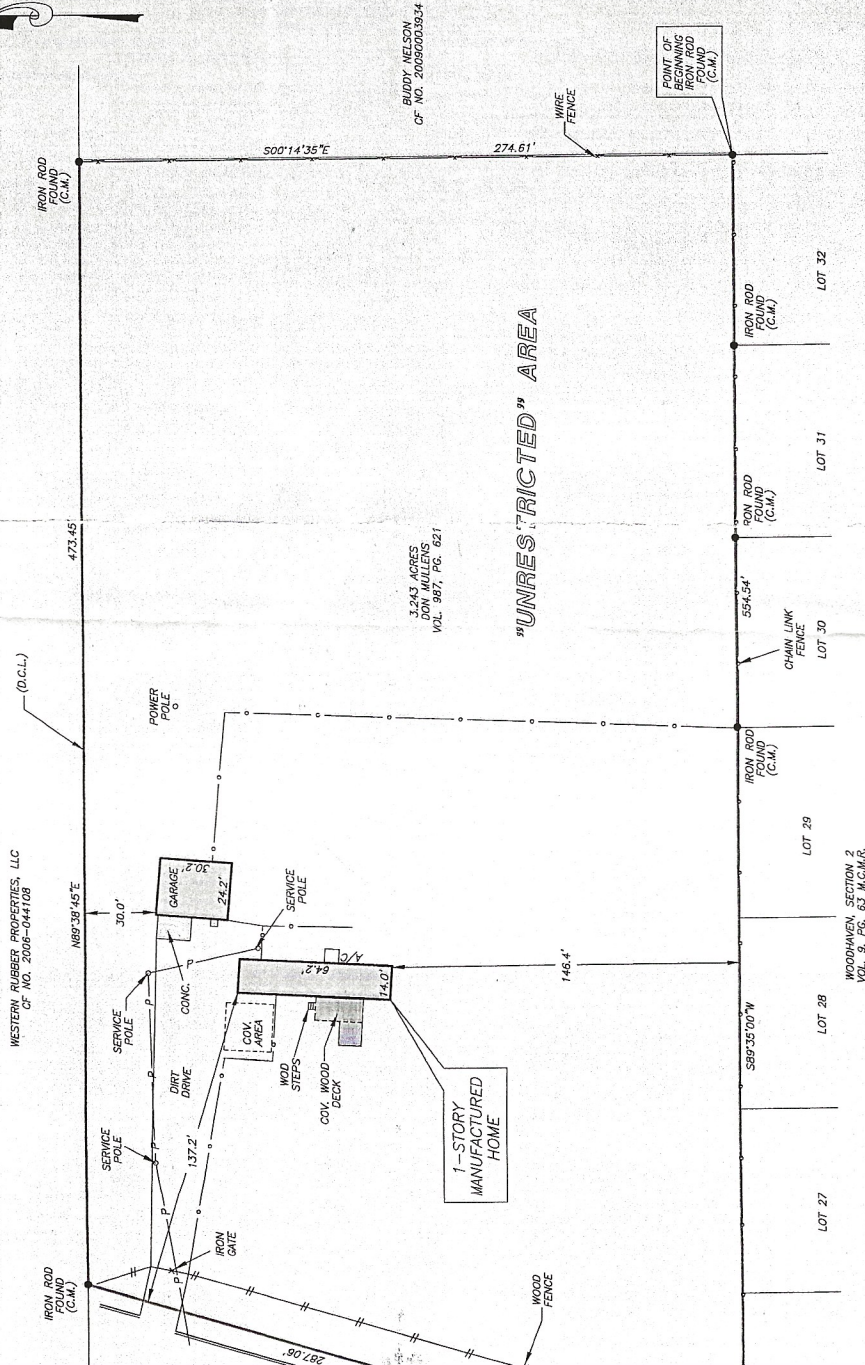 BUDDY NELSON
CF NO. 20090003934
POINT OF
BEGINNING
IRON ROD
FOUND
(C.M.)
WIRE
FENCE
S00°14'35"E
274.61'
IRON ROD
FOUND
(C.M.)
473.45'
(D.C.L.)
N89°38'45"E
WESTERN RUBBER PROPERTIES, LLC
CF NO. 2006-044108
"UNRESTRICTED" AREA
3.243 ACRES
DON MULLENS
VOL. 987, PG. 621
POWER
POLE
30.0'
GARAGE
30.2'
24.2'
CONC.
SERVICE
POLE
SERVICE
POLE
SERVICE
POLE
P
P
P
P
P
P
P
DIRT
DRIVE
137.2'
COV.
AREA
64.2'
14.0'
A/C
WOD
STEPS
COV. WOOD
DECK
1-STORY
MANUFACTURED
HOME
146.4'
IRON
GATE
IRON ROD
FOUND
(C.M.)
287.06'
WOOD
FENCE
IRON ROD
FOUND
(C.M.)
RON ROD
FOUND
(C.M.)
554.54'
CHAIN LINK
FENCE
IRON ROD
FOUND
(C.M.)
S89°35'00"W
LOT 32
LOT 31
LOT 30
LOT 29
LOT 28
LOT 27
WOODHAVEN, SECTION 2
VOL. 9, PG. 63 M.C.M.R.